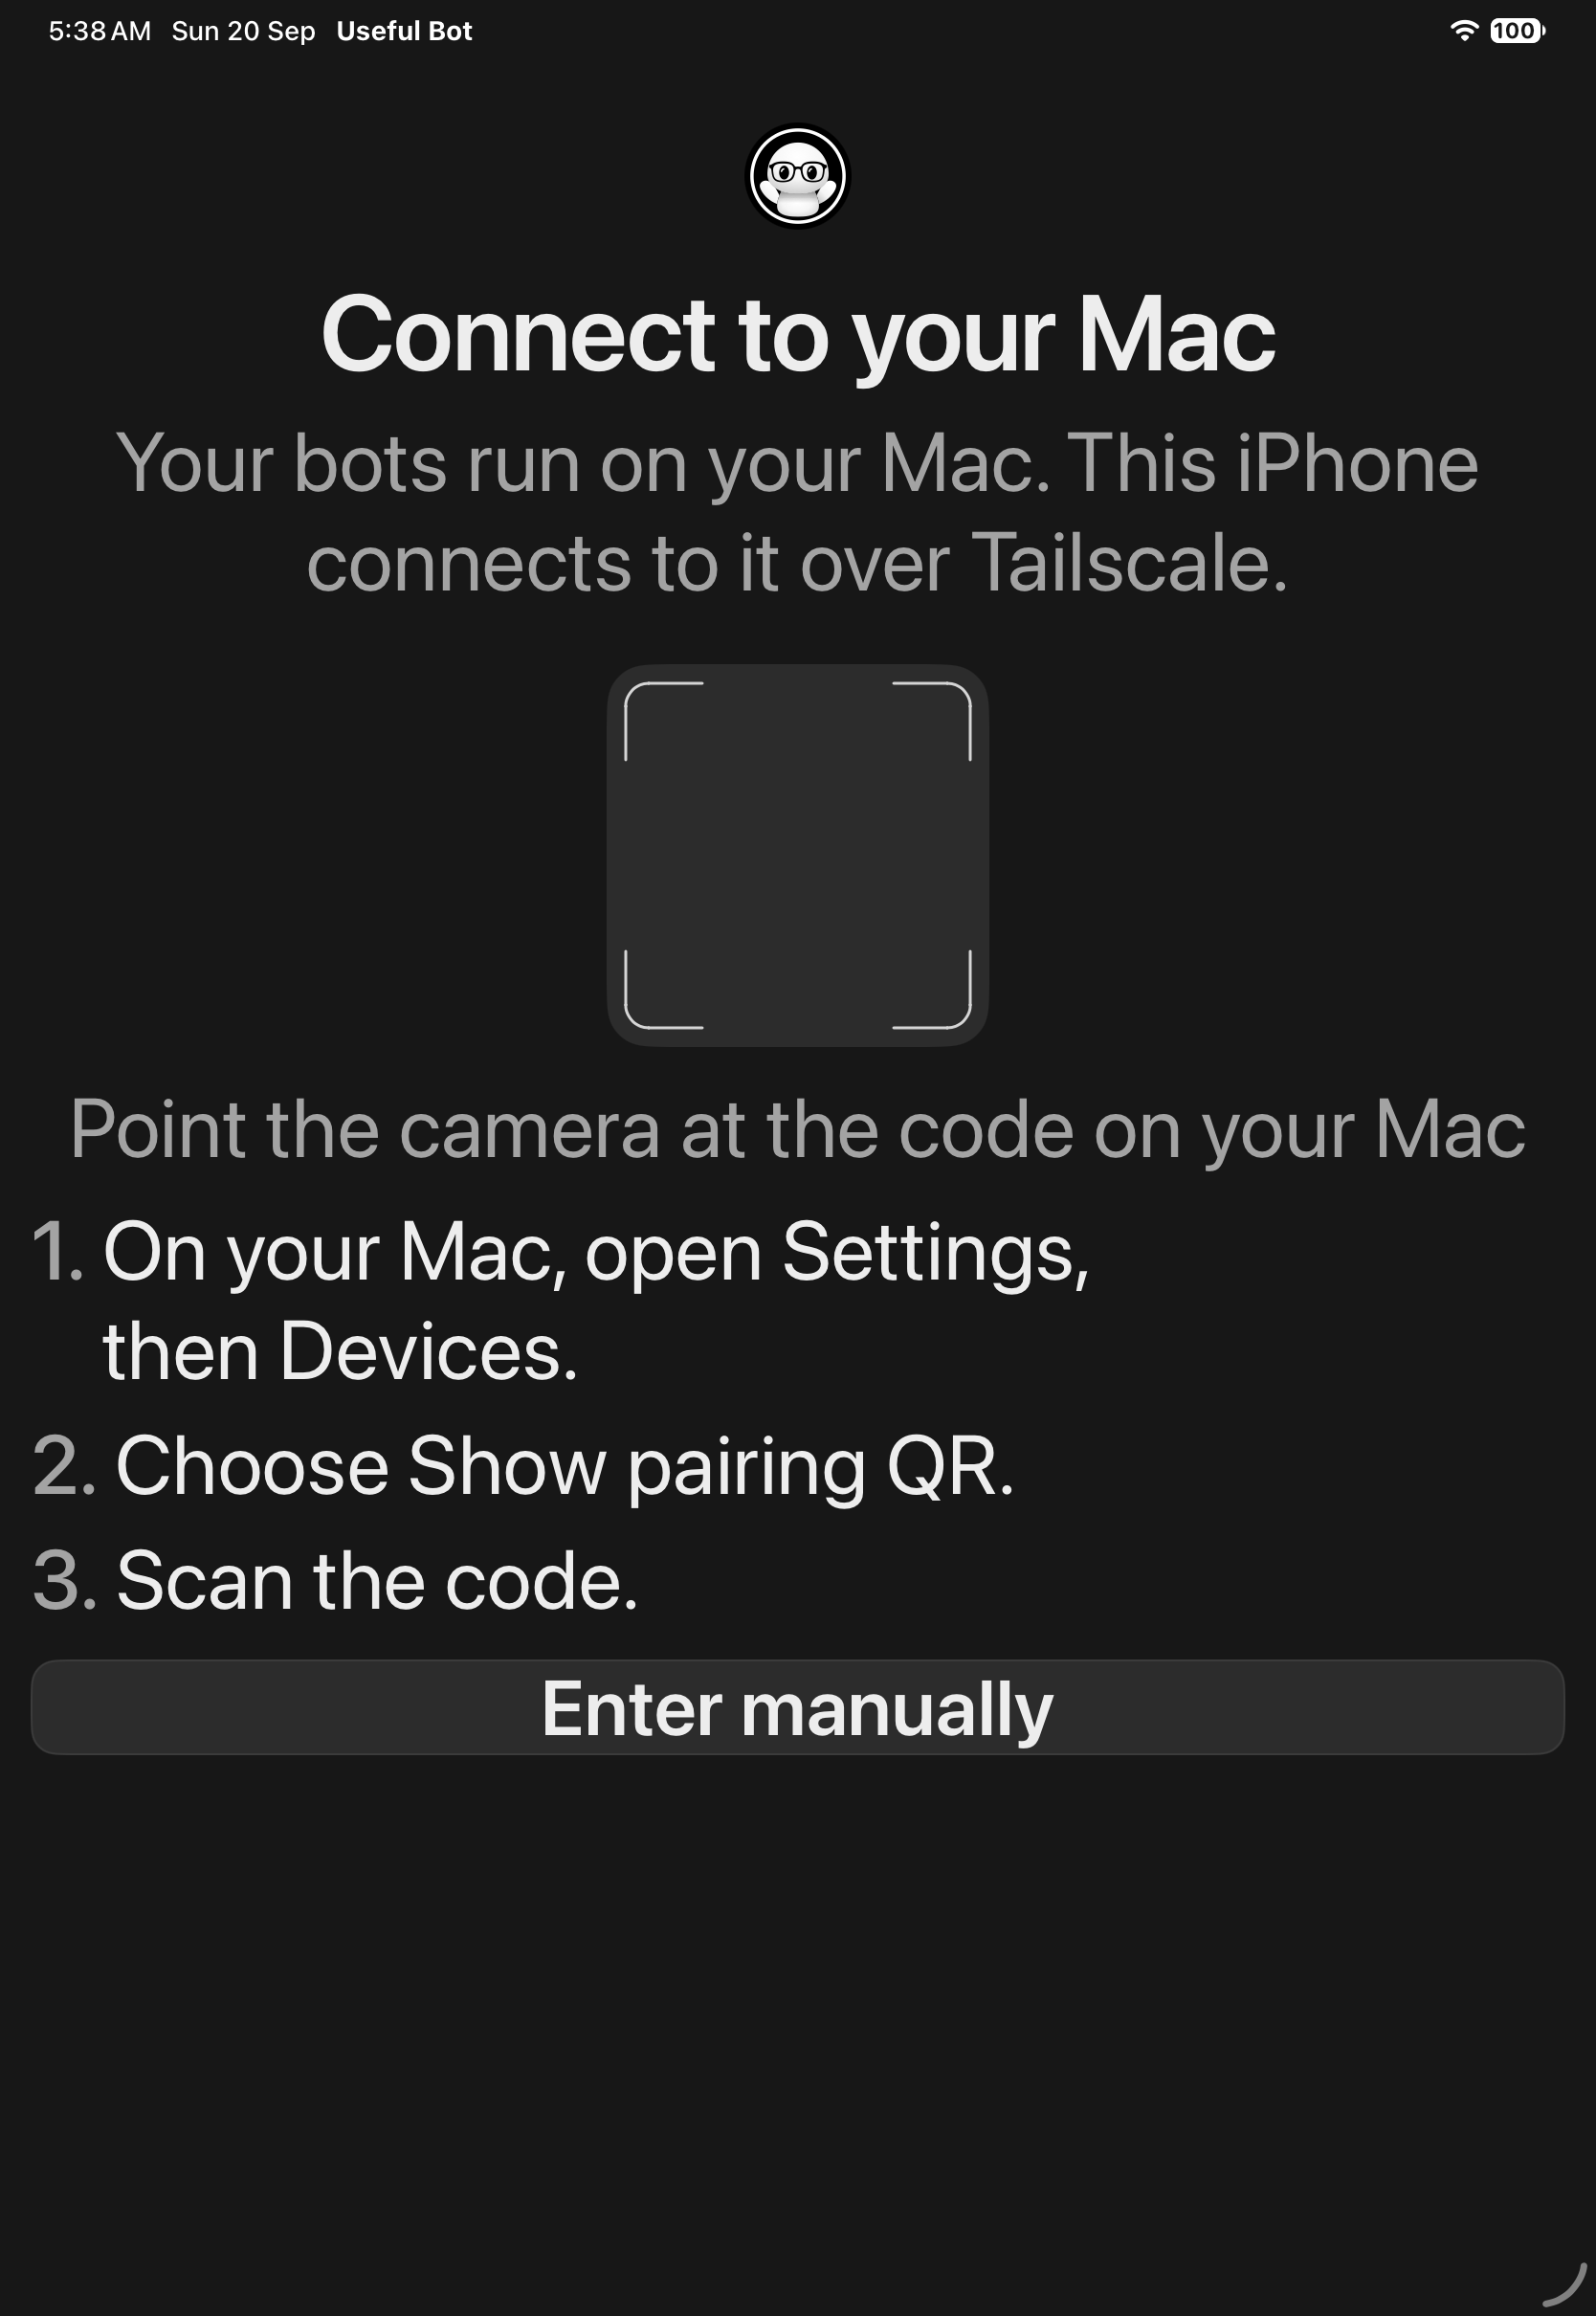 5:38 AM Sun 20 Sep Useful Bot 100
Connect to your Mac
Your bots run on your Mac. This iPhone
connects to it over Tailscale.
Point the camera at the code on your Mac
1. On your Mac, open Settings,
then Devices.
2. Choose Show pairing QR.
3. Scan the code.
Enter manually